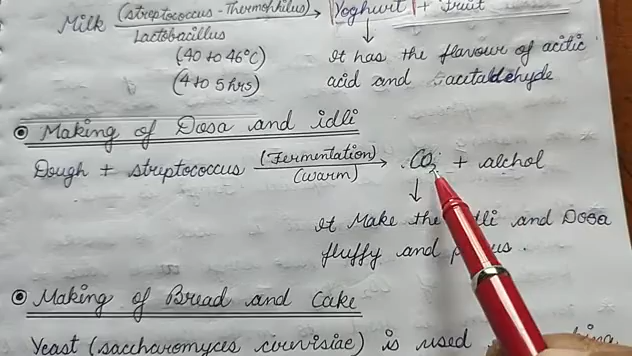 (streptococcus - Thermophilus)
Milk → Yoghurt + Fruit
Lactobacillus
(40 to 46°C)
(4 to 5 hrs)
It has the flavour of acitic
acid and acetaldehyde
Making of Dosa and idli
Dough + streptococcus (Fermentation) (warm) → CO2 + alchol
It Make the and Dosa
fluffy and
Making of Bread and Cake
Yeast (saccharomyces cerevisiae) is used